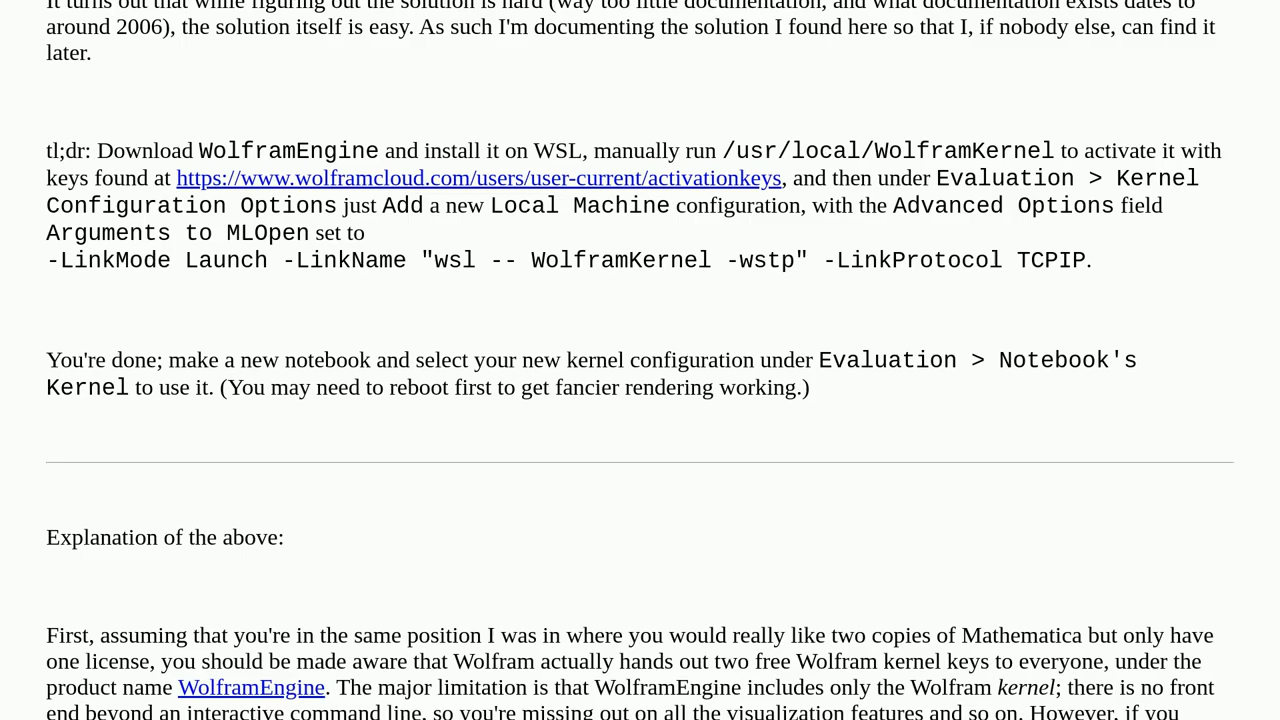 It turns out that while figuring out the solution is hard (way too little documentation, and what documentation exists dates to
around 2006), the solution itself is easy. As such I'm documenting the solution I found here so that I, if nobody else, can find it
later.
tl;dr: Download WolframEngine and install it on WSL, manually run /usr/local/WolframKernel to activate it with
keys found at https://www.wolframcloud.com/users/user-current/activationkeys, and then under Evaluation > Kernel
Configuration Options just Add a new Local Machine configuration, with the Advanced Options field
Arguments to MLOpen set to
-LinkMode Launch -LinkName "wsl -- WolframKernel -wstp" -LinkProtocol TCPIP.
You're done; make a new notebook and select your new kernel configuration under Evaluation > Notebook's
Kernel to use it. (You may need to reboot first to get fancier rendering working.)
Explanation of the above:
First, assuming that you're in the same position I was in where you would really like two copies of Mathematica but only have
one license, you should be made aware that Wolfram actually hands out two free Wolfram kernel keys to everyone, under the
product name WolframEngine. The major limitation is that WolframEngine includes only the Wolfram kernel; there is no front
end beyond an interactive command line, so you're missing out on all the visualization features and so on. However, if you